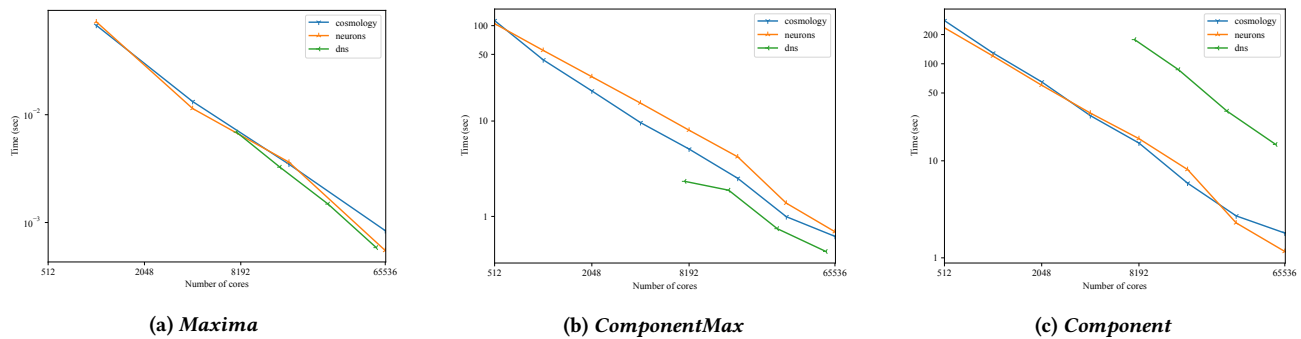 cosmology
neurons
dns
Time (sec)
10⁻²
10⁻³
512
2048
8192
65536
Number of cores
(a) Maxima
cosmology
neurons
dns
Time (sec)
100
50
10
1
512
2048
8192
65536
Number of cores
(b) ComponentMax
cosmology
neurons
dns
Time (sec)
200
100
50
10
1
512
2048
8192
65536
Number of cores
(c) Component